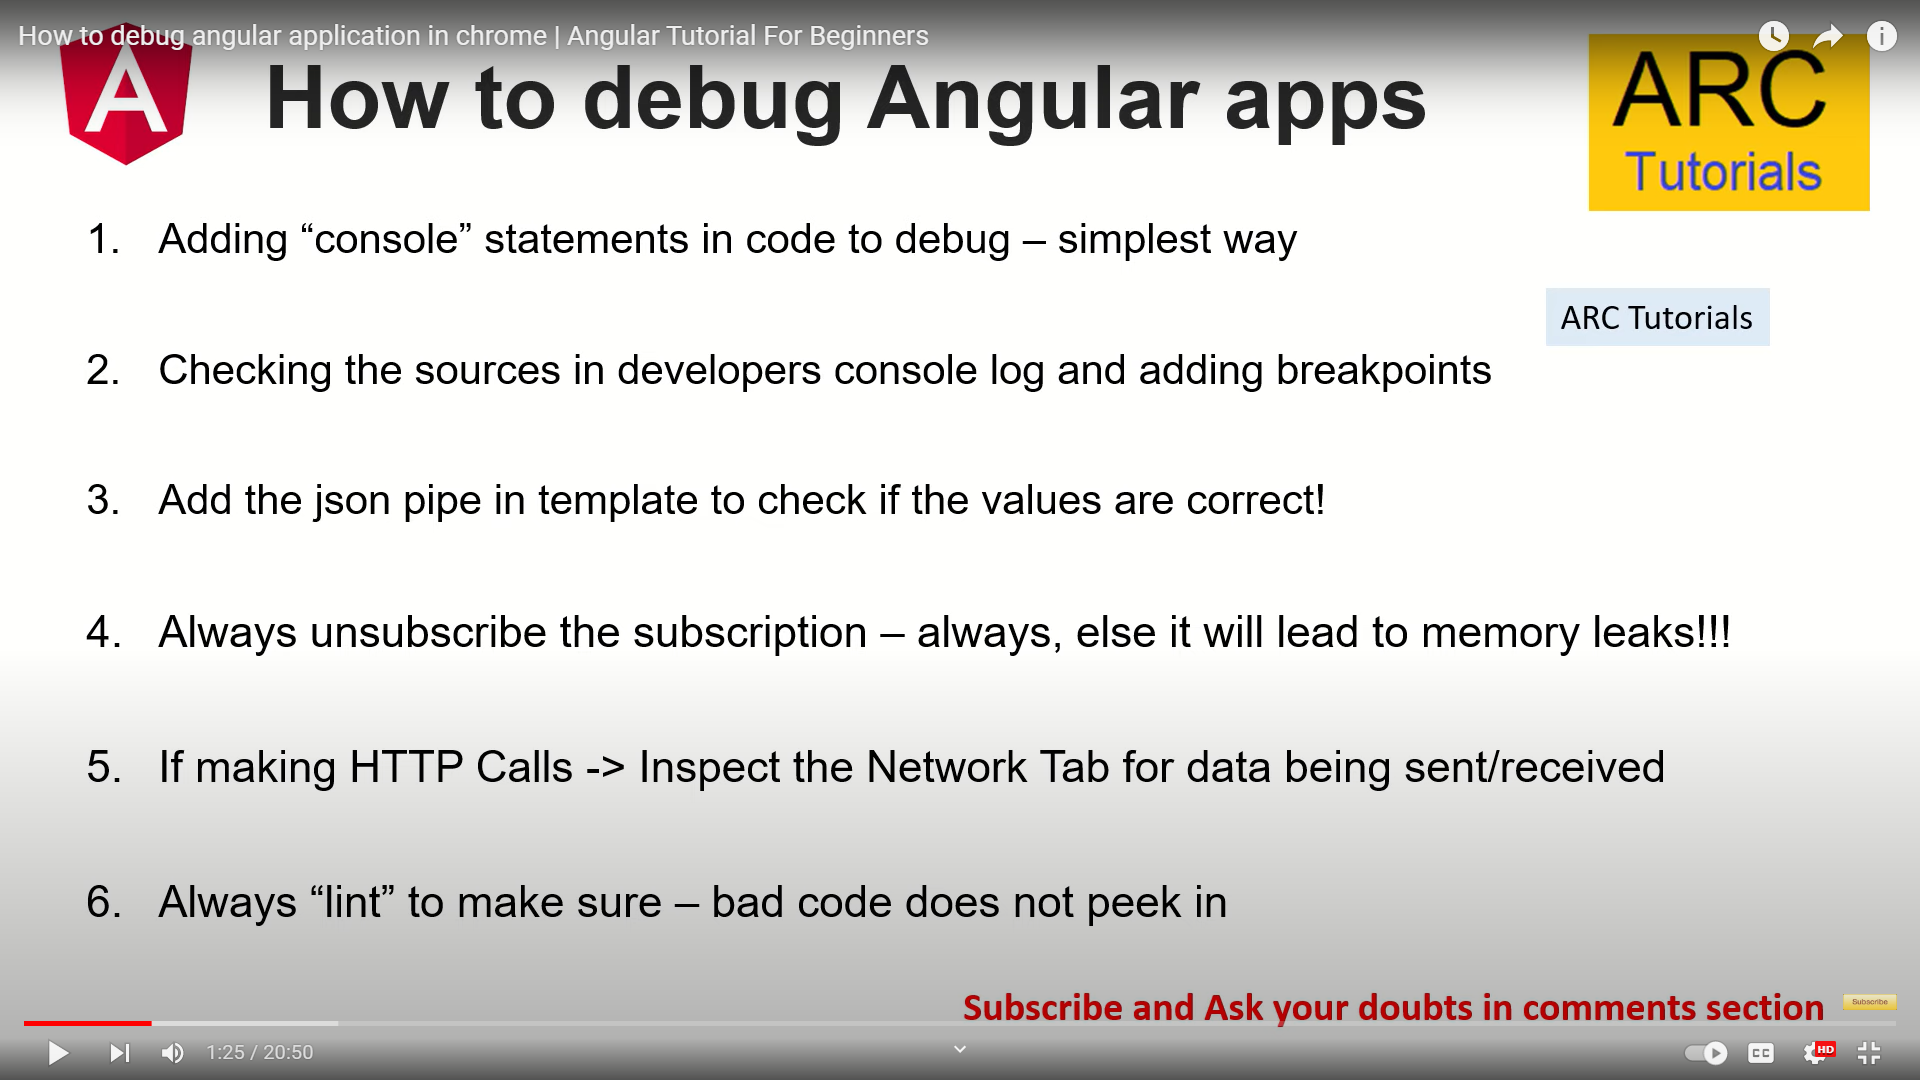 How to debug angular application in chrome | Angular Tutorial For Beginners
How to debug Angular apps
ARC
Tutorials
1. Adding “console” statements in code to debug – simplest way
ARC Tutorials
2. Checking the sources in developers console log and adding breakpoints
3. Add the json pipe in template to check if the values are correct!
4. Always unsubscribe the subscription – always, else it will lead to memory leaks!!!
5. If making HTTP Calls -> Inspect the Network Tab for data being sent/received
6. Always “lint” to make sure – bad code does not peek in
Subscribe and Ask your doubts in comments section
Subscribe
1:25 / 20:50
CC
HD